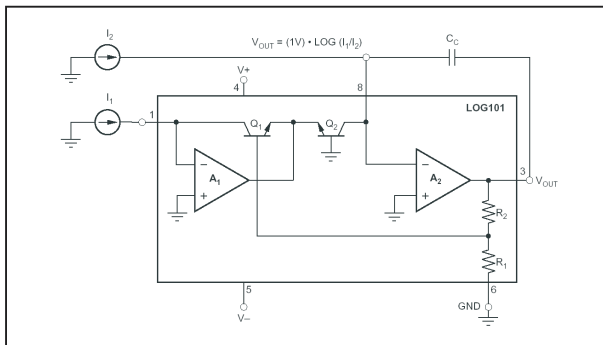 I2
VOUT = (1V) • LOG (I1/I2)
CC
V+
I1
4
8
1
LOG101
Q1
Q2
–
A1
+
–
A2
+
3
VOUT
R2
R1
5
6
V–
GND